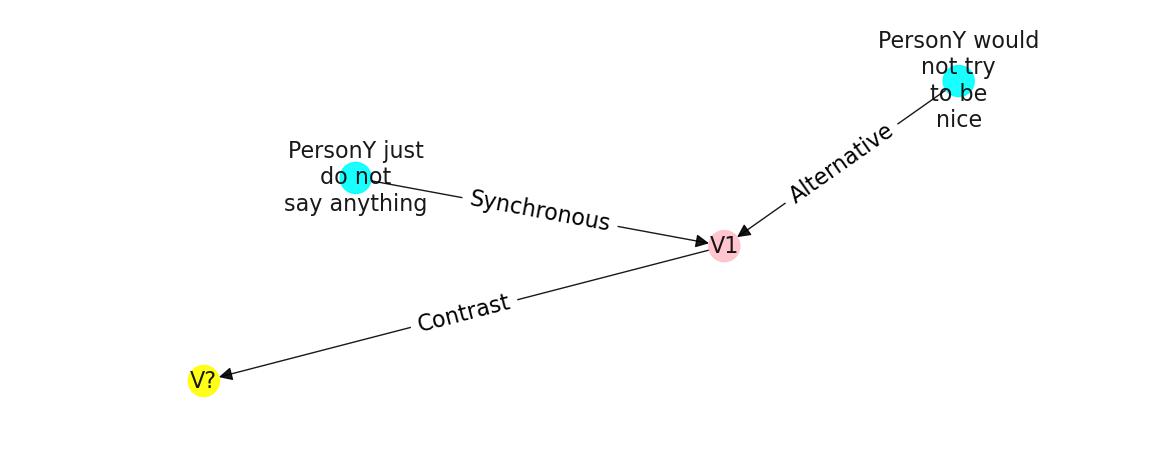 PersonY would
not try
to be
nice
Alternative
PersonY just
do not
say anything
Synchronous
V1
Contrast
V?